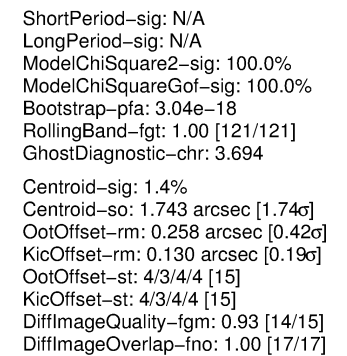 ShortPeriod−sig: N/A
LongPeriod−sig: N/A
ModelChiSquare2−sig: 100.0%
ModelChiSquareGof−sig: 100.0%
Bootstrap−pfa: 3.04e−18
RollingBand−fgt: 1.00 [121/121]
GhostDiagnostic−chr: 3.694
Centroid−sig: 1.4%
Centroid−so: 1.743 arcsec [1.74σ]
OotOffset−rm: 0.258 arcsec [0.42σ]
KicOffset−rm: 0.130 arcsec [0.19σ]
OotOffset−st: 4/3/4/4 [15]
KicOffset−st: 4/3/4/4 [15]
DiffImageQuality−fgm: 0.93 [14/15]
DiffImageOverlap−fno: 1.00 [17/17]